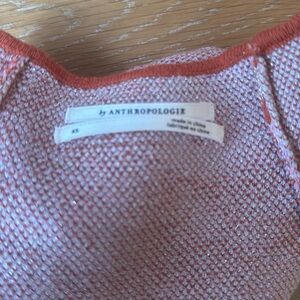 by ANTHROPOLOGIE
XS
made in china
fabriqué en chine